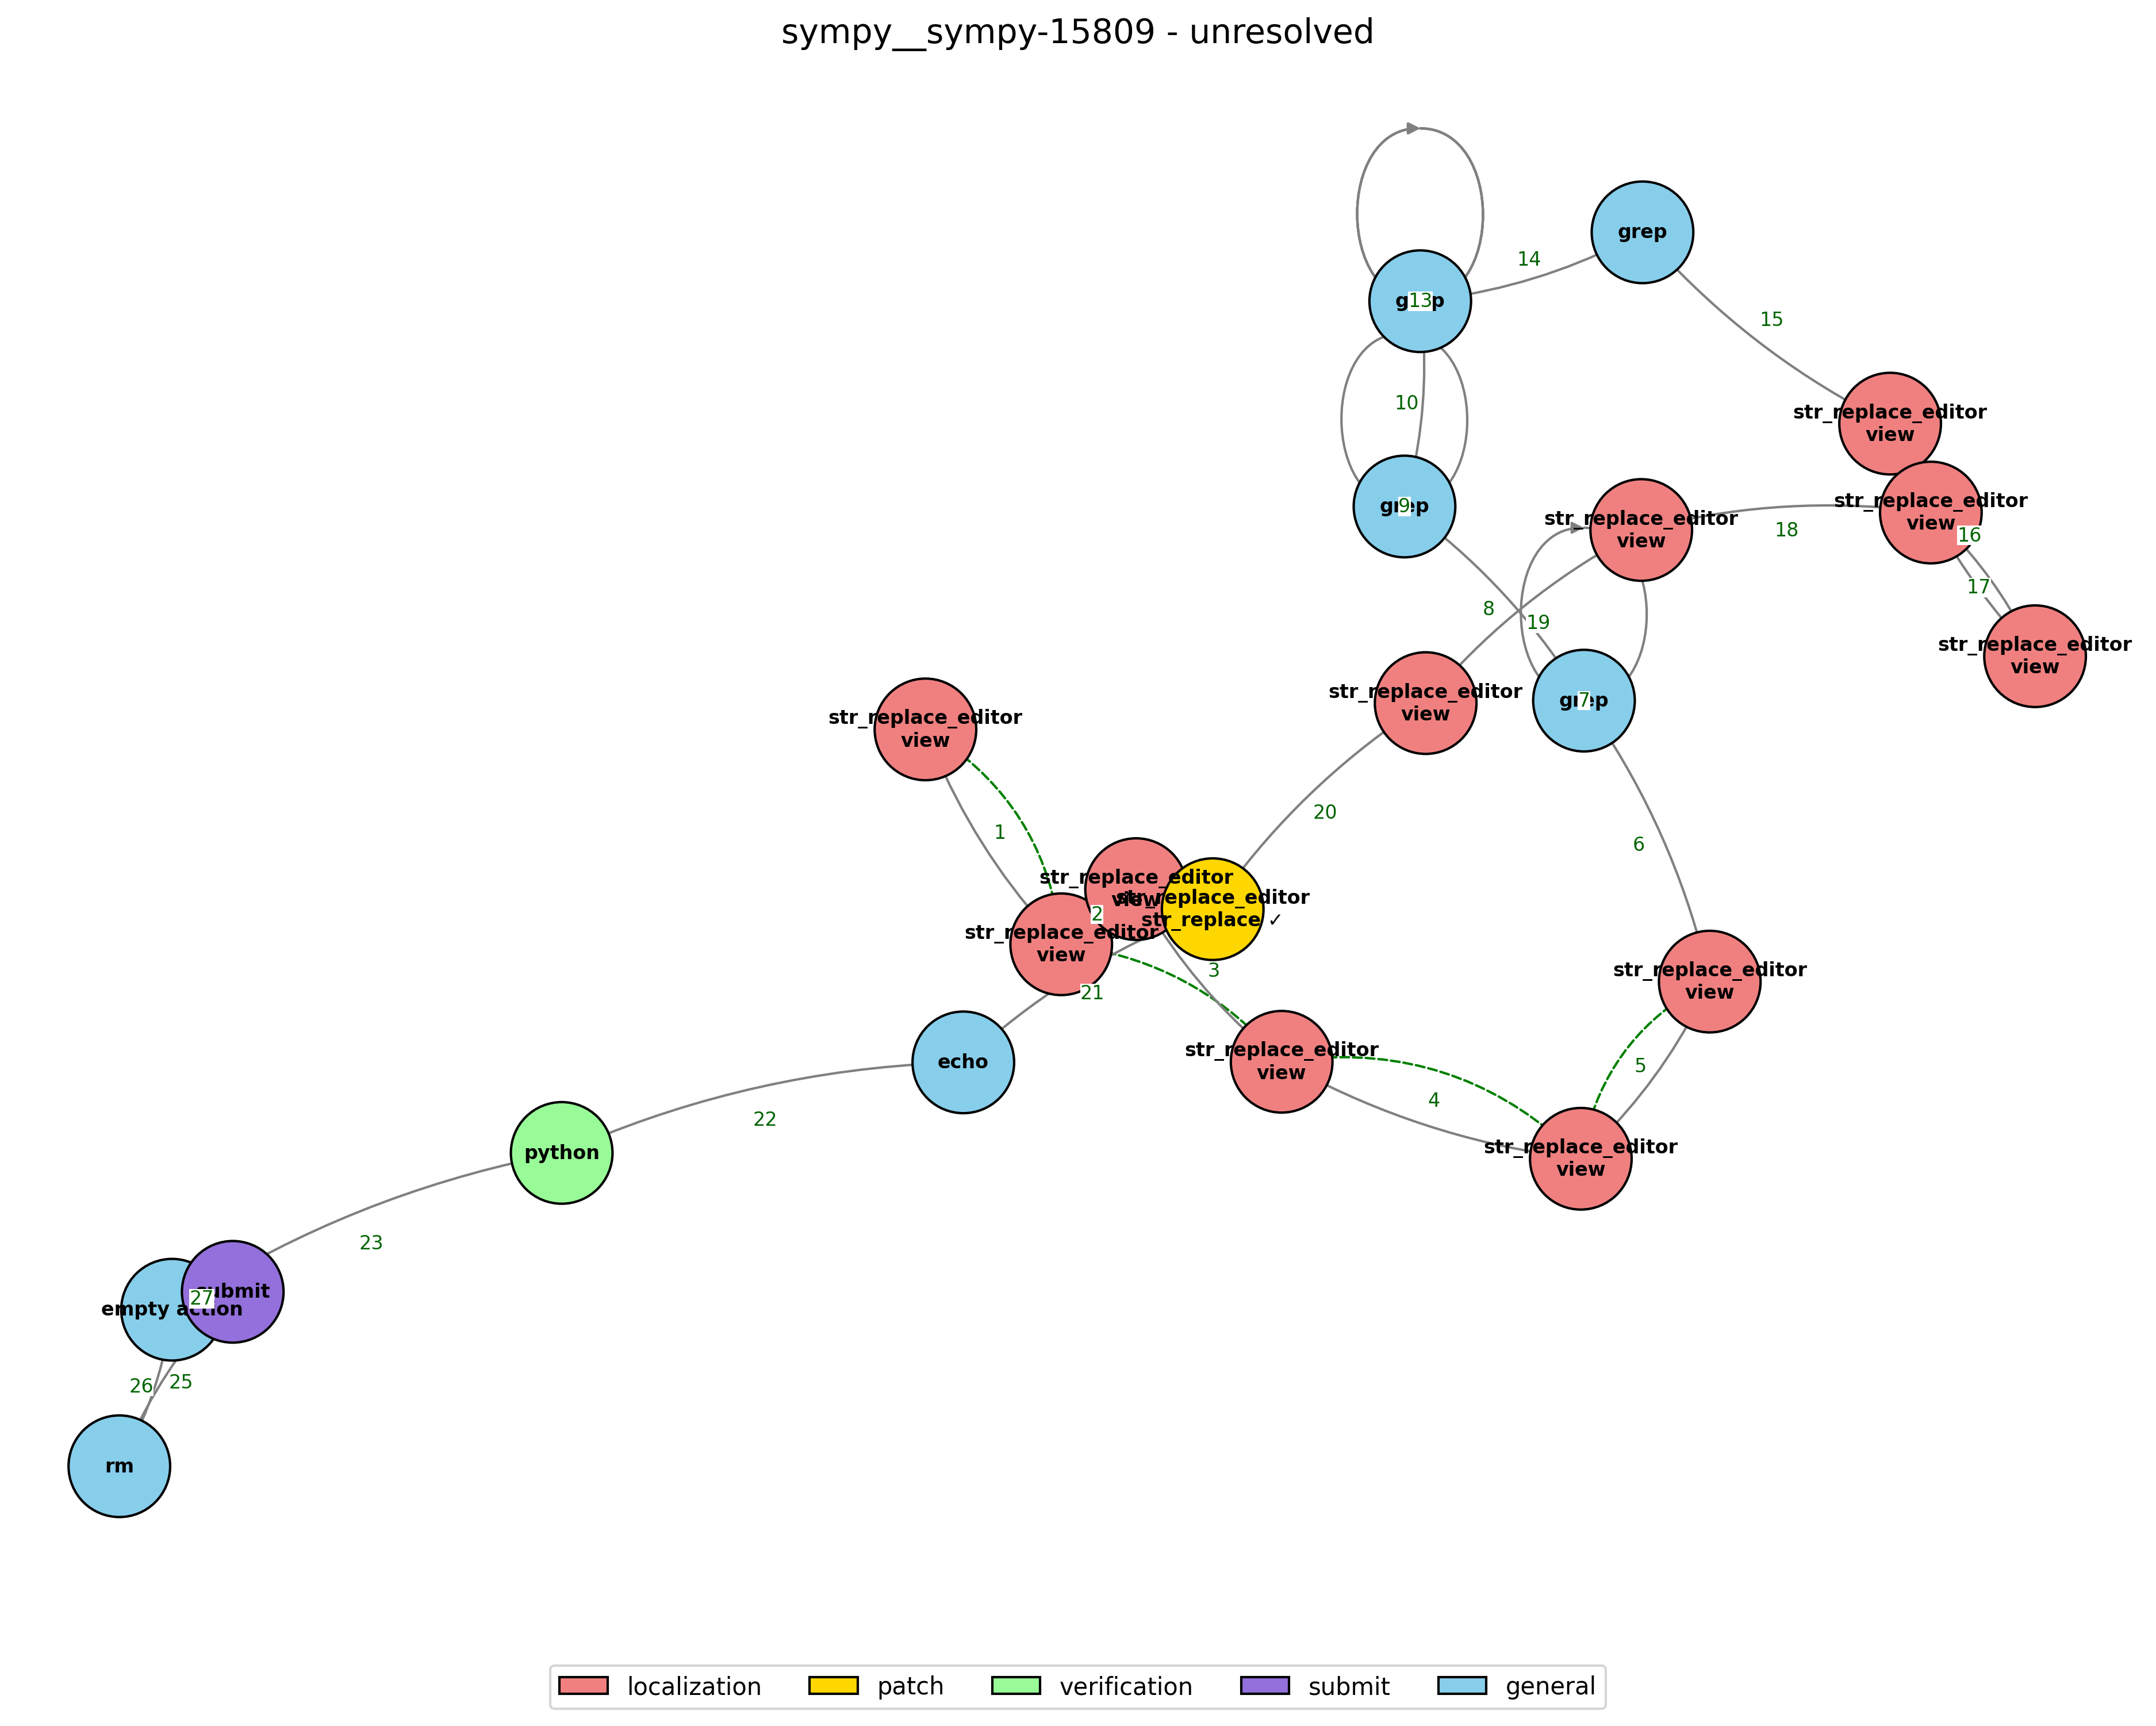 sympy__sympy-15809 - unresolved
grep
14
13
15
10
str_replace_editor
view
9
str_replace_editor
view
16
str_replace_editor
view
18
17
8
19
str_replace_editor
view
str_replace_editor
view
7
str_replace_editor
view
20
1
6
str_replace_editor
view
str_replace_editor
str_replace ✓
2
str_replace_editor
view
3
21
str_replace_editor
view
str_replace_editor
view
echo
5
4
22
str_replace_editor
view
python
23
submit
27
empty action
26
25
rm
localization
patch
verification
submit
general